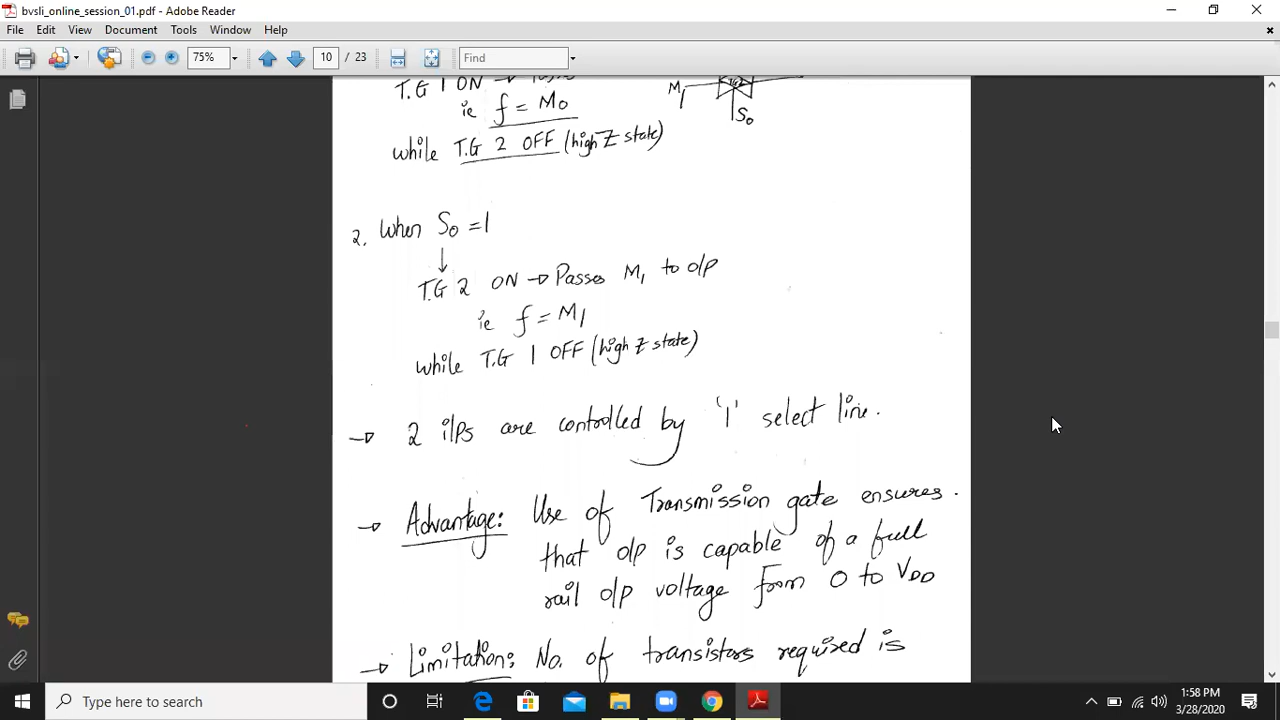 bvsli_online_session_01.pdf - Adobe Reader
File Edit View Document Tools Window Help
10 / 23 75% Find
T.G 1 ON →
ie f = M0
while T.G 2 OFF (high Z state)
M1
TG2
S0
2. When S0 = 1
↓
T.G 2 ON → Passes M1 to o/p
ie f = M1
while T.G 1 OFF (high Z state)
→ 2 i/ps are controlled by '1' select line.
→ Advantage: Use of Transmission gate ensures.
that o/p is capable of a full
rail o/p voltage from 0 to VDD
→ Limitation: No. of transistors required is
Type here to search
1:58 PM
3/28/2020